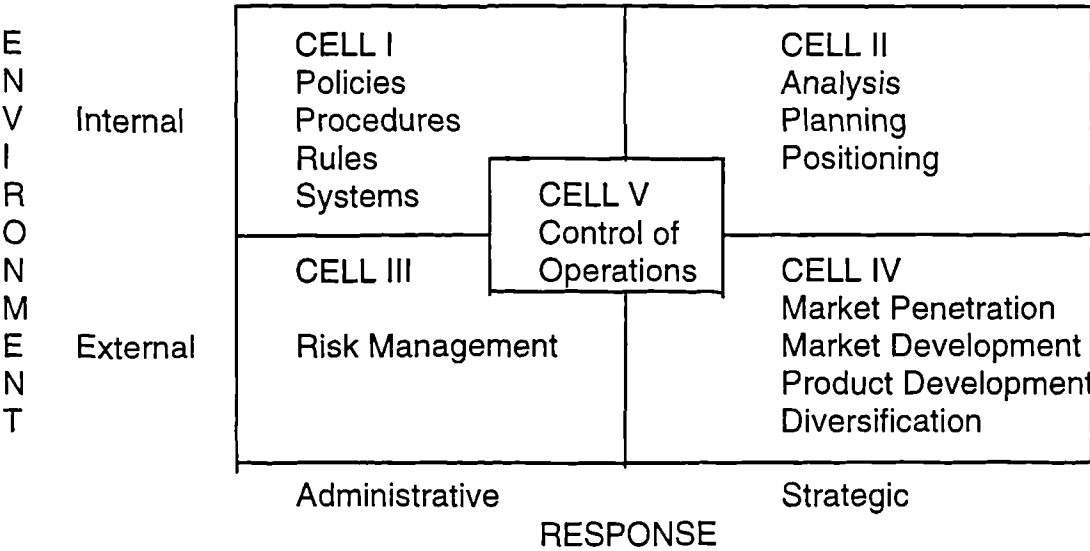 ENVIRONMENT
Internal
External
CELL I
Policies
Procedures
Rules
Systems
CELL II
Analysis
Planning
Positioning
CELL V
Control of
Operations
CELL III
Risk Management
CELL IV
Market Penetration
Market Development
Product Development
Diversification
Administrative
Strategic
RESPONSE